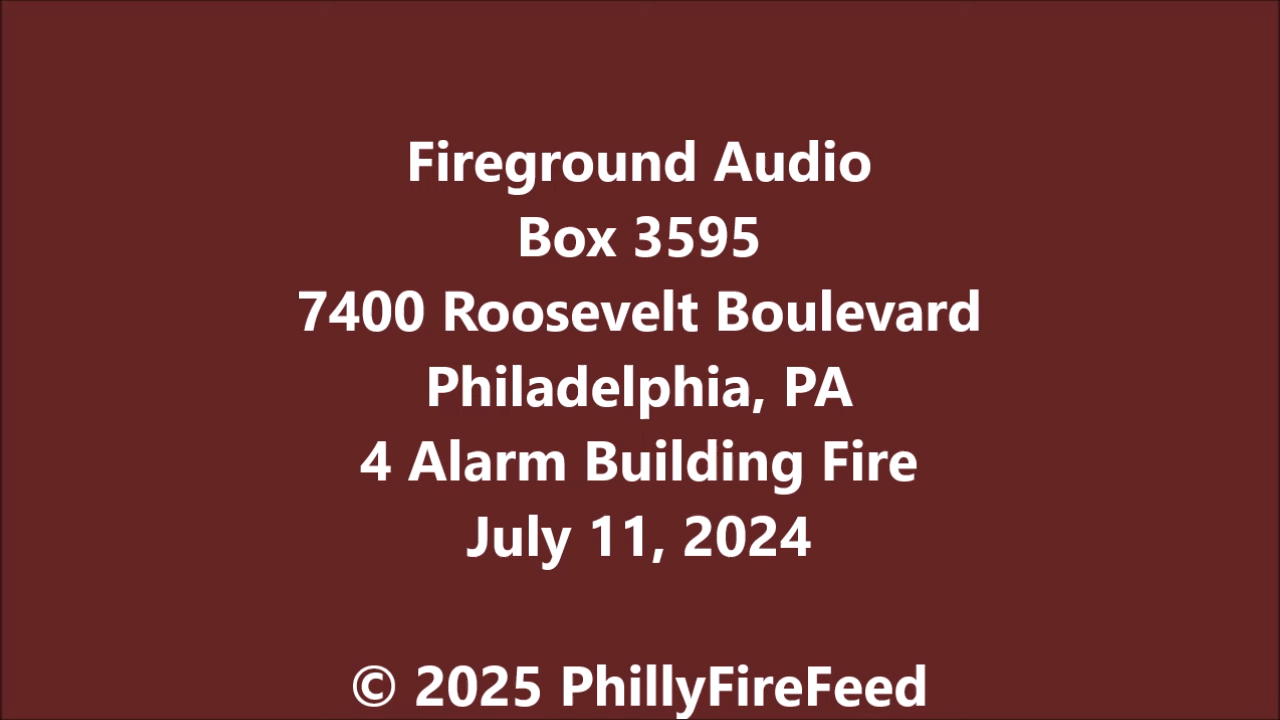 Fireground Audio
Box 3595
7400 Roosevelt Boulevard
Philadelphia, PA
4 Alarm Building Fire
July 11, 2024
© 2025 PhillyFireFeed